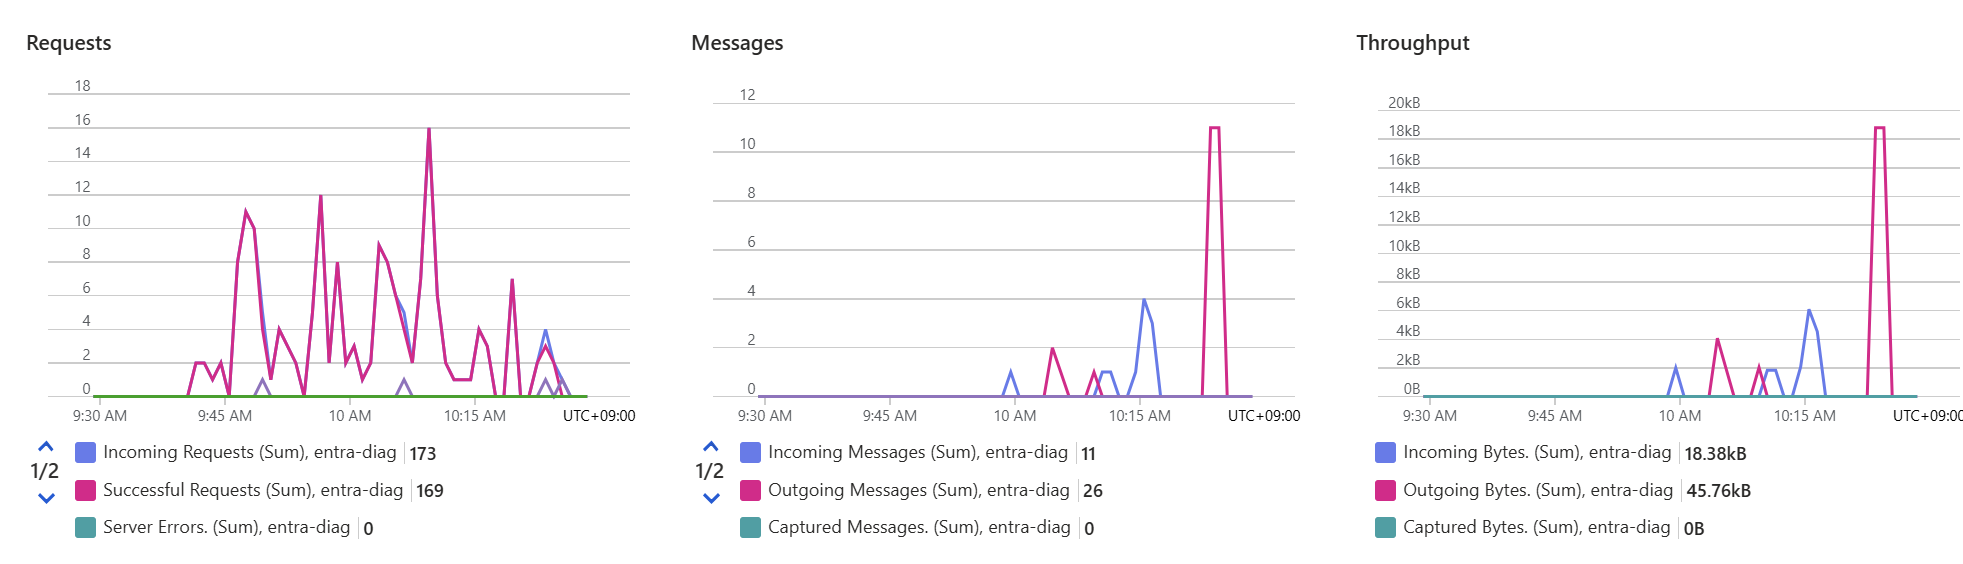 Requests
18
16
14
12
10
8
6
4
2
0
9:30 AM 9:45 AM 10 AM 10:15 AM UTC+09:00
1/2
Incoming Requests (Sum), entra-diag 173
Successful Requests (Sum), entra-diag 169
Server Errors. (Sum), entra-diag 0
Messages
12
10
8
6
4
2
0
9:30 AM 9:45 AM 10 AM 10:15 AM UTC+09:00
1/2
Incoming Messages (Sum), entra-diag 11
Outgoing Messages (Sum), entra-diag 26
Captured Messages. (Sum), entra-diag 0
Throughput
20kB
18kB
16kB
14kB
12kB
10kB
8kB
6kB
4kB
2kB
0B
9:30 AM 9:45 AM 10 AM 10:15 AM UTC+09:00
Incoming Bytes. (Sum), entra-diag 18.38kB
Outgoing Bytes. (Sum), entra-diag 45.76kB
Captured Bytes. (Sum), entra-diag 0B